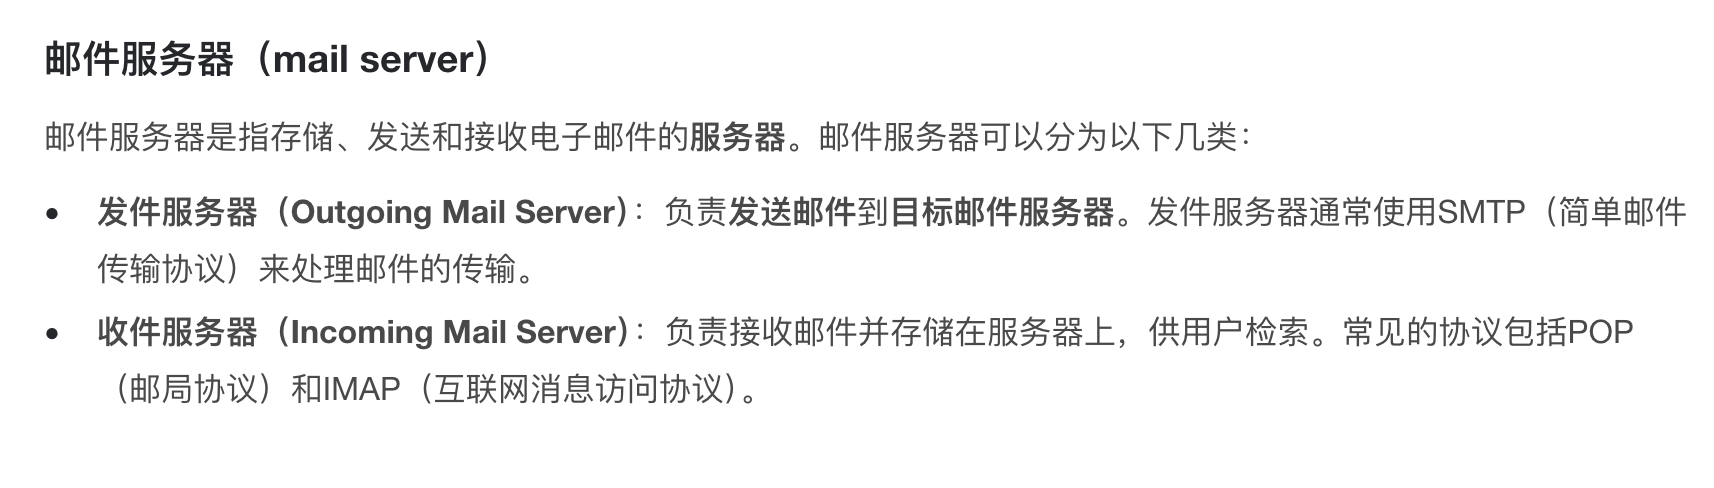 邮件服务器（mail server）
邮件服务器是指存储、发送和接收电子邮件的服务器。邮件服务器可以分为以下几类：
• 发件服务器（Outgoing Mail Server）：负责发送邮件到目标邮件服务器。发件服务器通常使用SMTP（简单邮件
传输协议）来处理邮件的传输。
• 收件服务器（Incoming Mail Server）：负责接收邮件并存储在服务器上，供用户检索。常见的协议包括POP
（邮局协议）和IMAP（互联网消息访问协议）。